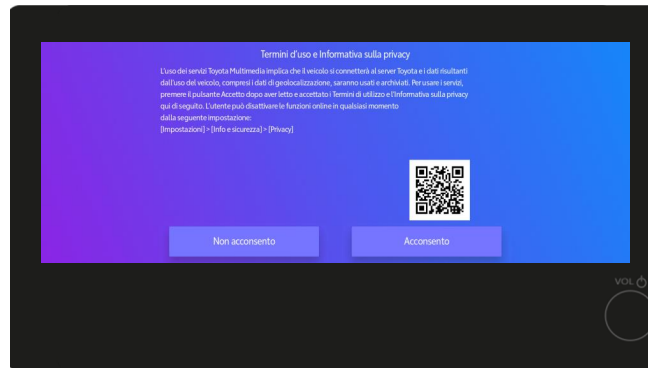 Termini d'uso e Informativa sulla privacy
L'uso dei servizi Toyota Multimedia implica che il veicolo si connetterà al server Toyota e i dati risultanti
dall'uso del veicolo, compresi i dati di geolocalizzazione, saranno usati e archiviati. Per usare i servizi,
premere il pulsante Accetto dopo aver letto e accettato i Termini di utilizzo e l'Informativa sulla privacy
qui di seguito. L'utente può disattivare le funzioni online in qualsiasi momento
dalla seguente impostazione:
[Impostazioni] > [Info e sicurezza] > [Privacy]
Non acconsento
Acconsento
VOL